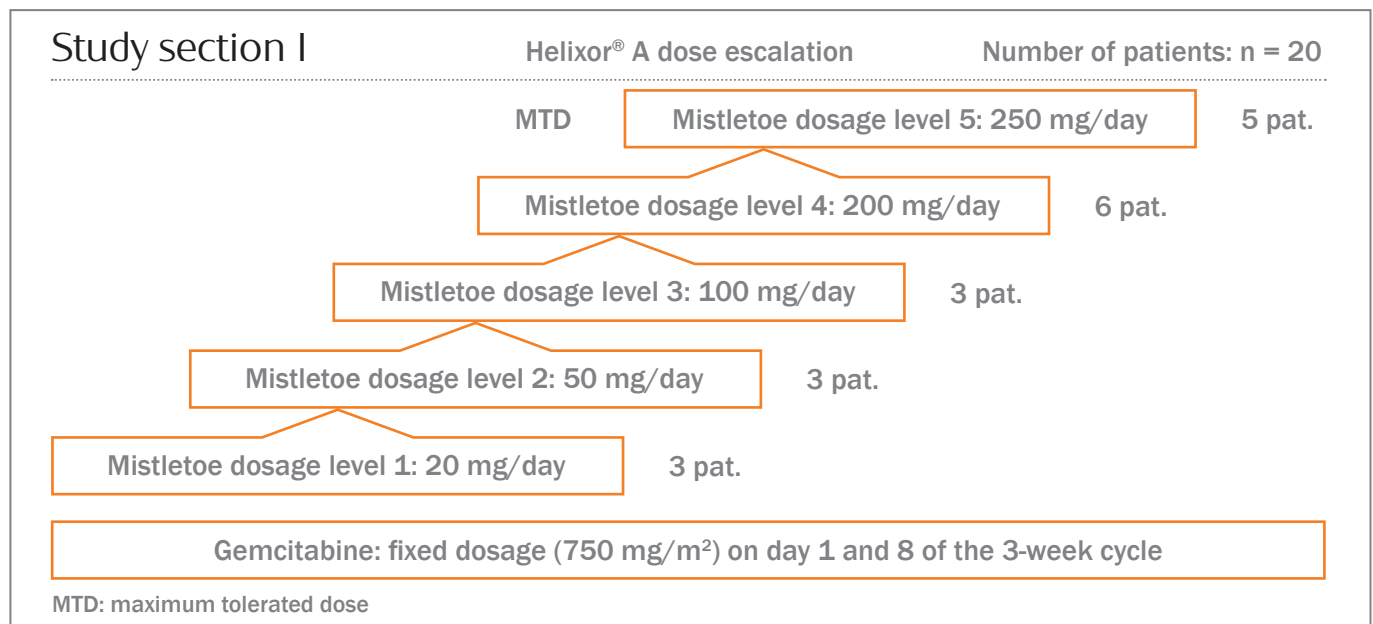 Study section I Helixor® A dose escalation Number of patients: n = 20
MTD Mistletoe dosage level 5: 250 mg/day 5 pat.
Mistletoe dosage level 4: 200 mg/day 6 pat.
Mistletoe dosage level 3: 100 mg/day 3 pat.
Mistletoe dosage level 2: 50 mg/day 3 pat.
Mistletoe dosage level 1: 20 mg/day 3 pat.
Gemcitabine: fixed dosage (750 mg/m²) on day 1 and 8 of the 3-week cycle
MTD: maximum tolerated dose